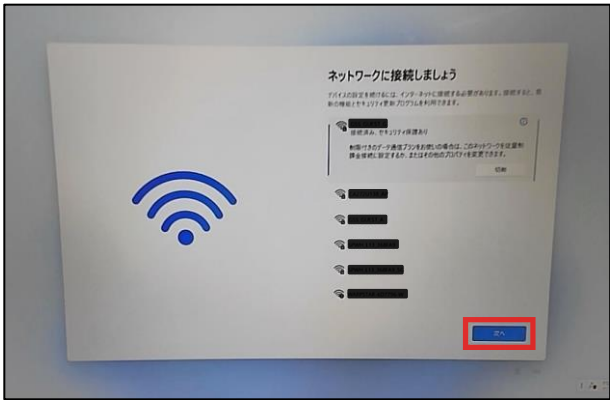 ネットワークに接続しましょう
デバイスの設定を続けるには、インターネットに接続する必要があります。接続すると、最
新の機能とセキュリティ更新プログラムを利用できます。
接続済み、セキュリティ保護あり
制限付きのデータ通信プランをお使いの場合は、このネットワークを従量制
課金接続に設定するか、またはその他のプロパティを変更できます。
切断
次へ